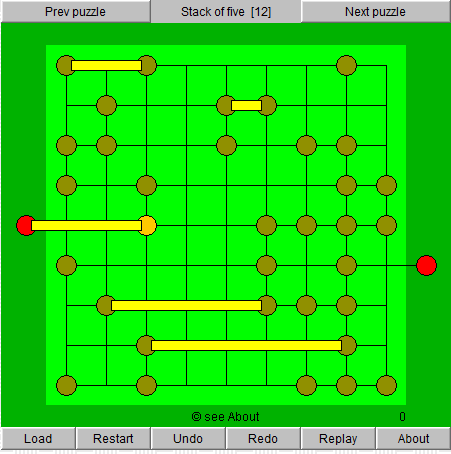 Prev puzzle Stack of five [12] Next puzzle
© see About 0
Load Restart Undo Redo Replay About